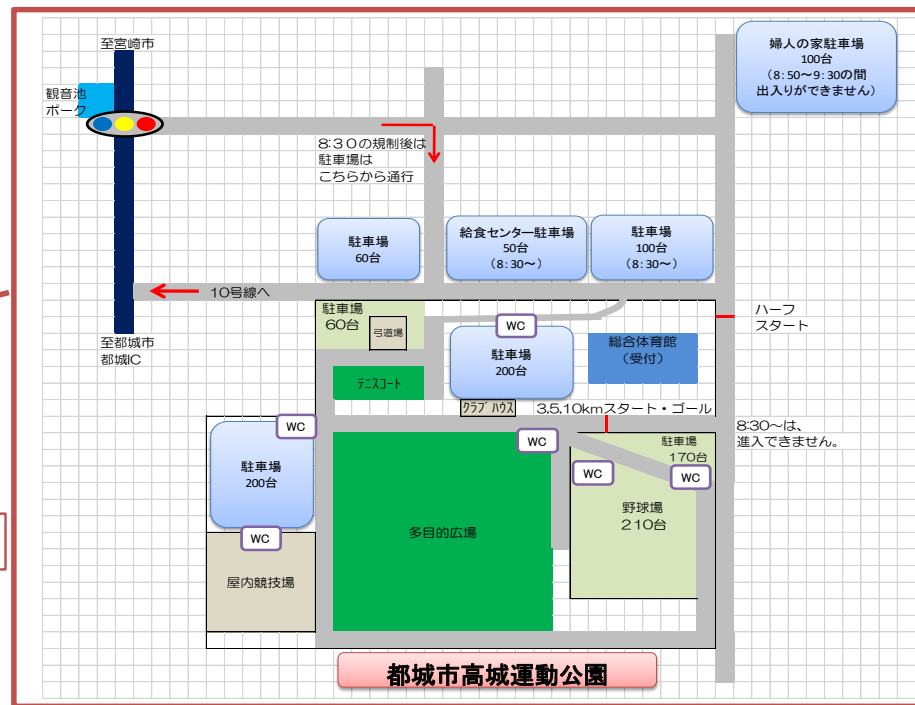 至宮崎市
婦人の家駐車場
100台
(8:50～9:30の間
出入りができません)
観音池
ポーク
8:30の規制後は
駐車場は
こちらから通行
駐車場
60台
給食センター駐車場
50台
(8:30～)
駐車場
100台
(8:30～)
10号線へ
駐車場
60台
弓道場
WC
ハーフ
スタート
至都城市
都城IC
駐車場
200台
総合体育館
(受付)
テニスコート
クラブハウス
3,5,10kmスタート・ゴール
WC
WC
駐車場
170台
8:30～は、
進入できません。
駐車場
200台
WC
WC
野球場
210台
多目的広場
WC
屋内競技場
都城市高城運動公園